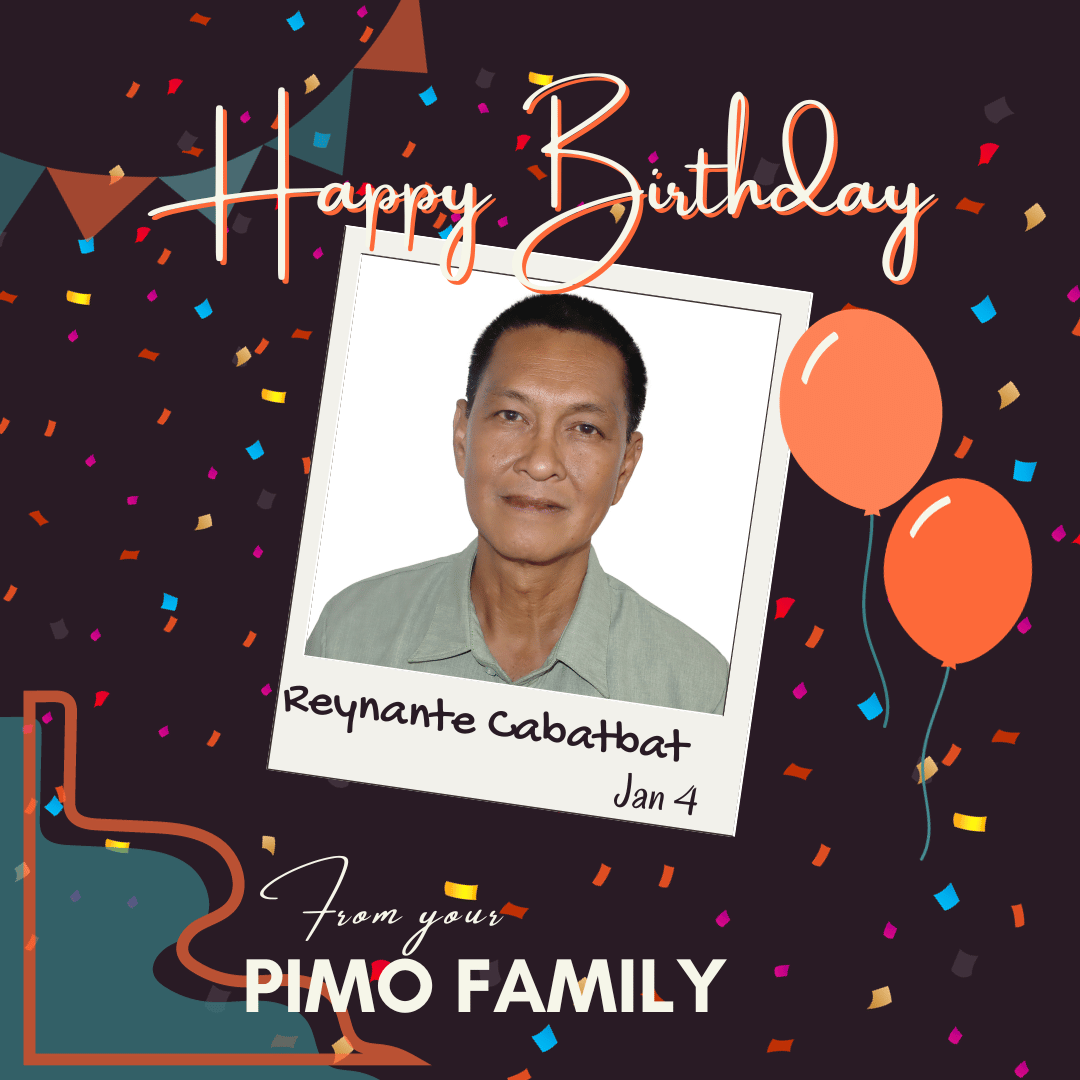 Happy Birthday
Reynante Cabatbat
Jan 4
From your
PIMO FAMILY